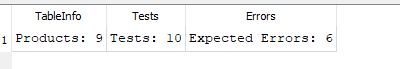 TableInfo Tests Errors
1 Products: 9 Tests: 10 Expected Errors: 6